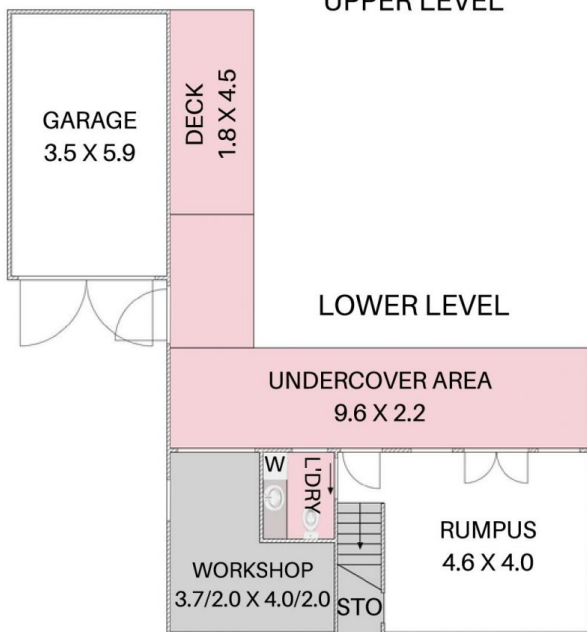 UPPER LEVEL
GARAGE
3.5 X 5.9
DECK
1.8 X 4.5
LOWER LEVEL
UNDERCOVER AREA
9.6 X 2.2
W
L'DRY
RUMPUS
4.6 X 4.0
WORKSHOP
3.7/2.0 X 4.0/2.0
STO